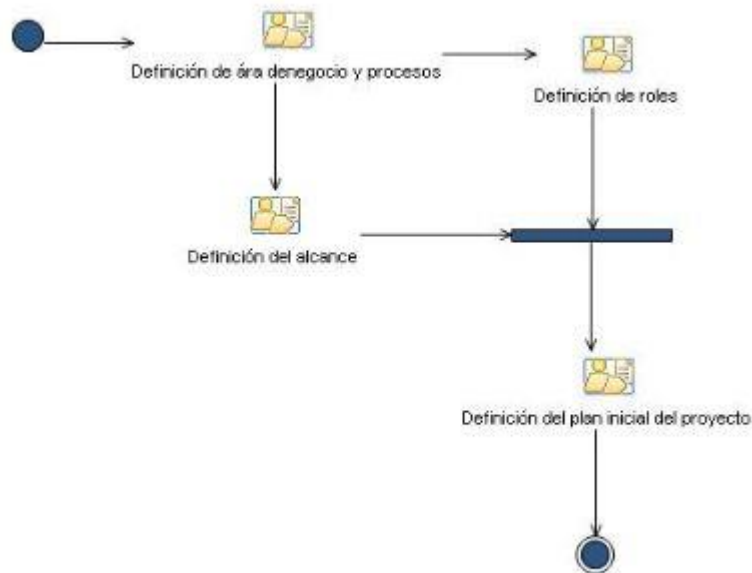 Definición de ára denegocio y procesos
Definición de roles
Definición del alcance
Definición del plan inicial del proyecto